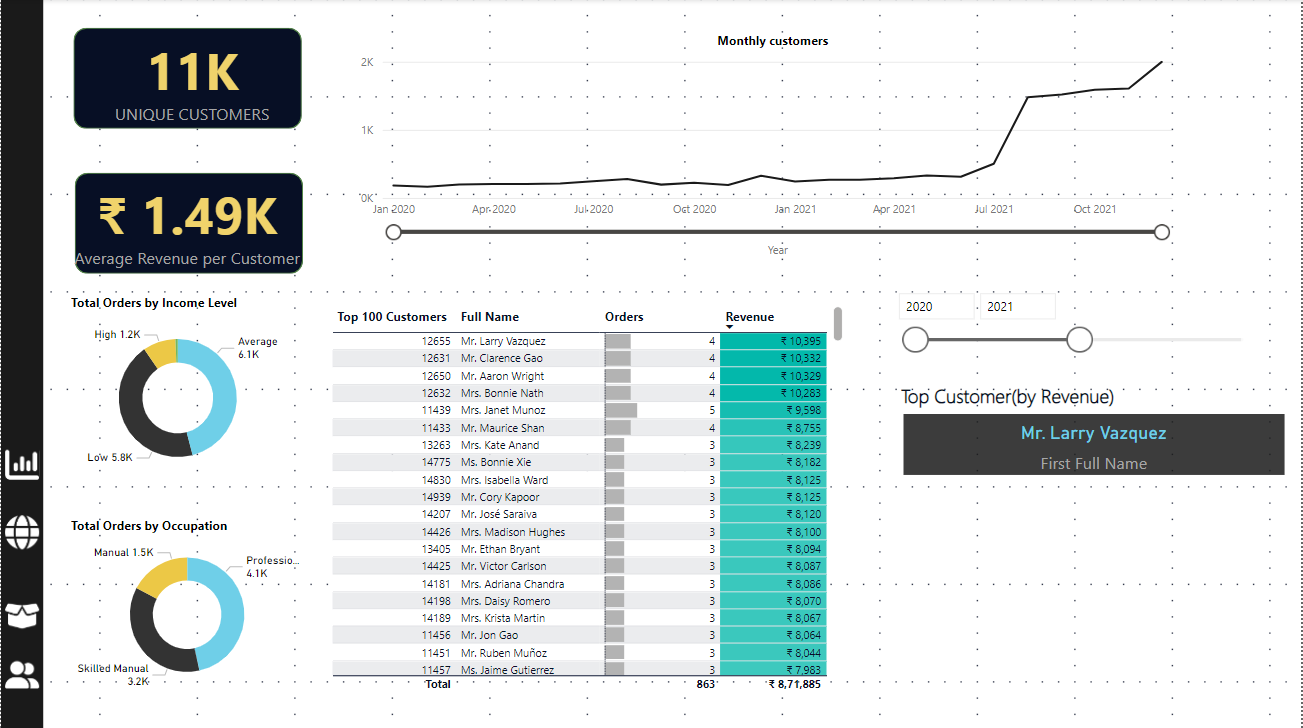 11K
UNIQUE CUSTOMERS
₹ 1.49K
Average Revenue per Customer
Monthly customers
2K
1K
0K
Jan 2020 Apr 2020 Jul 2020 Oct 2020 Jan 2021 Apr 2021 Jul 2021 Oct 2021
Year
Total Orders by Income Level
High 1.2K
Average
6.1K
Low 5.8K
Total Orders by Occupation
Manual 1.5K
Professio...
4.1K
Skilled Manual
3.2K
Top 100 Customers Full Name Orders Revenue
12655 Mr. Larry Vazquez 4 ₹ 10,395
12631 Mr. Clarence Gao 4 ₹ 10,332
12650 Mr. Aaron Wright 4 ₹ 10,329
12632 Mrs. Bonnie Nath 4 ₹ 10,283
11439 Mrs. Janet Munoz 5 ₹ 9,598
11433 Mr. Maurice Shan 4 ₹ 8,755
13263 Mrs. Kate Anand 3 ₹ 8,239
14775 Ms. Bonnie Xie 3 ₹ 8,182
14830 Mrs. Isabella Ward 3 ₹ 8,125
14939 Mr. Cory Kapoor 3 ₹ 8,125
14207 Mr. José Saraiva 3 ₹ 8,120
14426 Mrs. Madison Hughes 3 ₹ 8,100
13405 Mr. Ethan Bryant 3 ₹ 8,094
14425 Mr. Victor Carlson 3 ₹ 8,087
14181 Mrs. Adriana Chandra 3 ₹ 8,086
14198 Mrs. Daisy Romero 3 ₹ 8,070
14189 Mrs. Krista Martin 3 ₹ 8,067
11456 Mr. Jon Gao 3 ₹ 8,064
11451 Mr. Ruben Muñoz 3 ₹ 8,044
11457 Ms. Jaime Gutierrez 3 ₹ 7,983
Total 863 ₹ 8,71,885
2020 2021
Top Customer(by Revenue)
Mr. Larry Vazquez
First Full Name